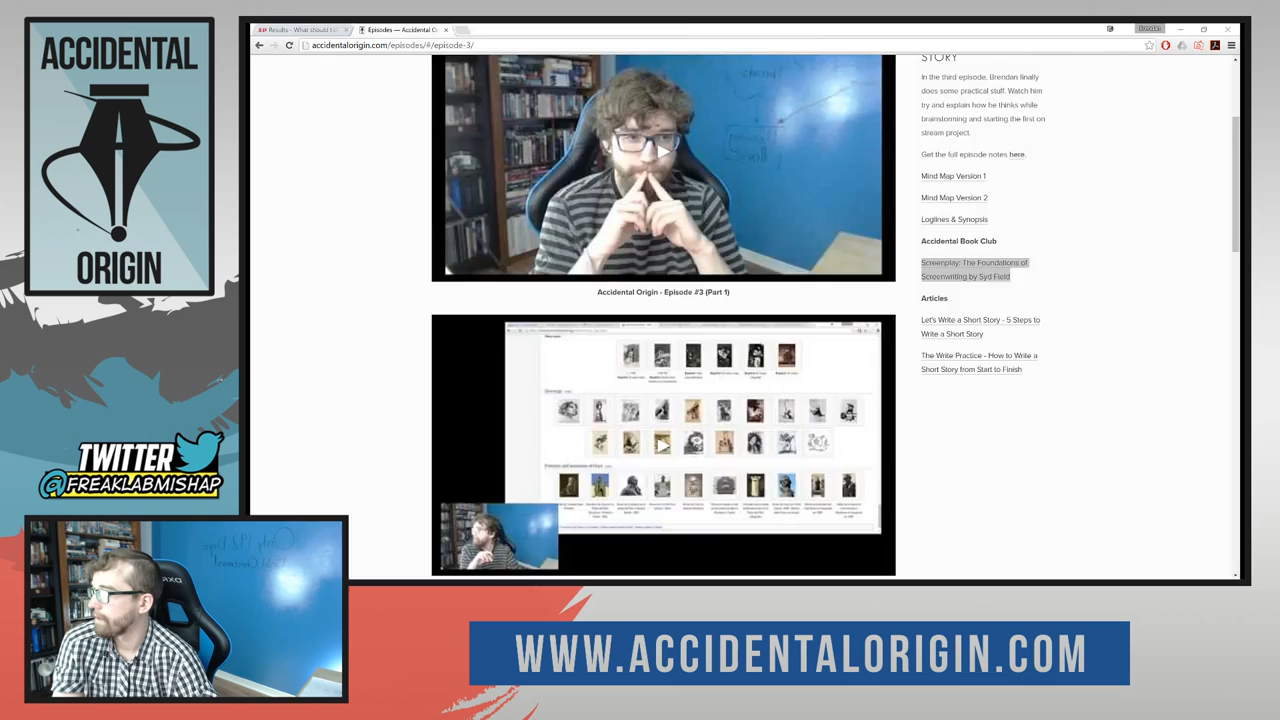 ACCIDENTAL
ORIGIN
TWITTER
@FREAKLABMISHAP
Results - What should t
Episodes — Accidental O
accidentalorigin.com/episodes/#/episode-3/
STORY
In the third episode, Brendan finally
does some practical stuff. Watch him
try and explain how he thinks while
brainstorming and starting the first on
stream project.
Get the full episode notes here.
Mind Map Version 1
Mind Map Version 2
Loglines & Synopsis
Accidental Book Club
Screenplay: The Foundations of
Screenwriting by Syd Field
Articles
Let's Write a Short Story - 5 Steps to
Write a Short Story
The Write Practice - How to Write a
Short Story from Start to Finish
Accidental Origin - Episode #3 (Part 1)
WWW.ACCIDENTALORIGIN.COM